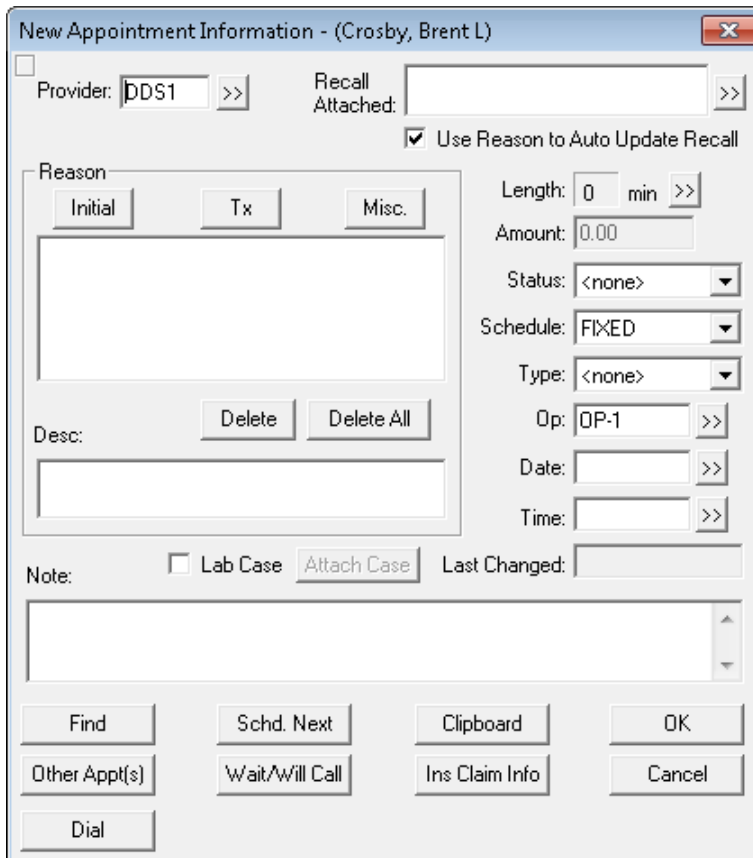 New Appointment Information - (Crosby, Brent L)
Provider: DDS1 >> Recall Attached: >>
Use Reason to Auto Update Recall
Reason
Initial Tx Misc.
Length: 0 min >>
Amount: 0.00
Status: <none>
Schedule: FIXED
Type: <none>
Delete Delete All
Op: OP-1 >>
Desc:
Date: >>
Time: >>
Note: Lab Case Attach Case Last Changed:
Find Schd. Next Clipboard OK
Other Appt(s) Wait/Will Call Ins Claim Info Cancel
Dial